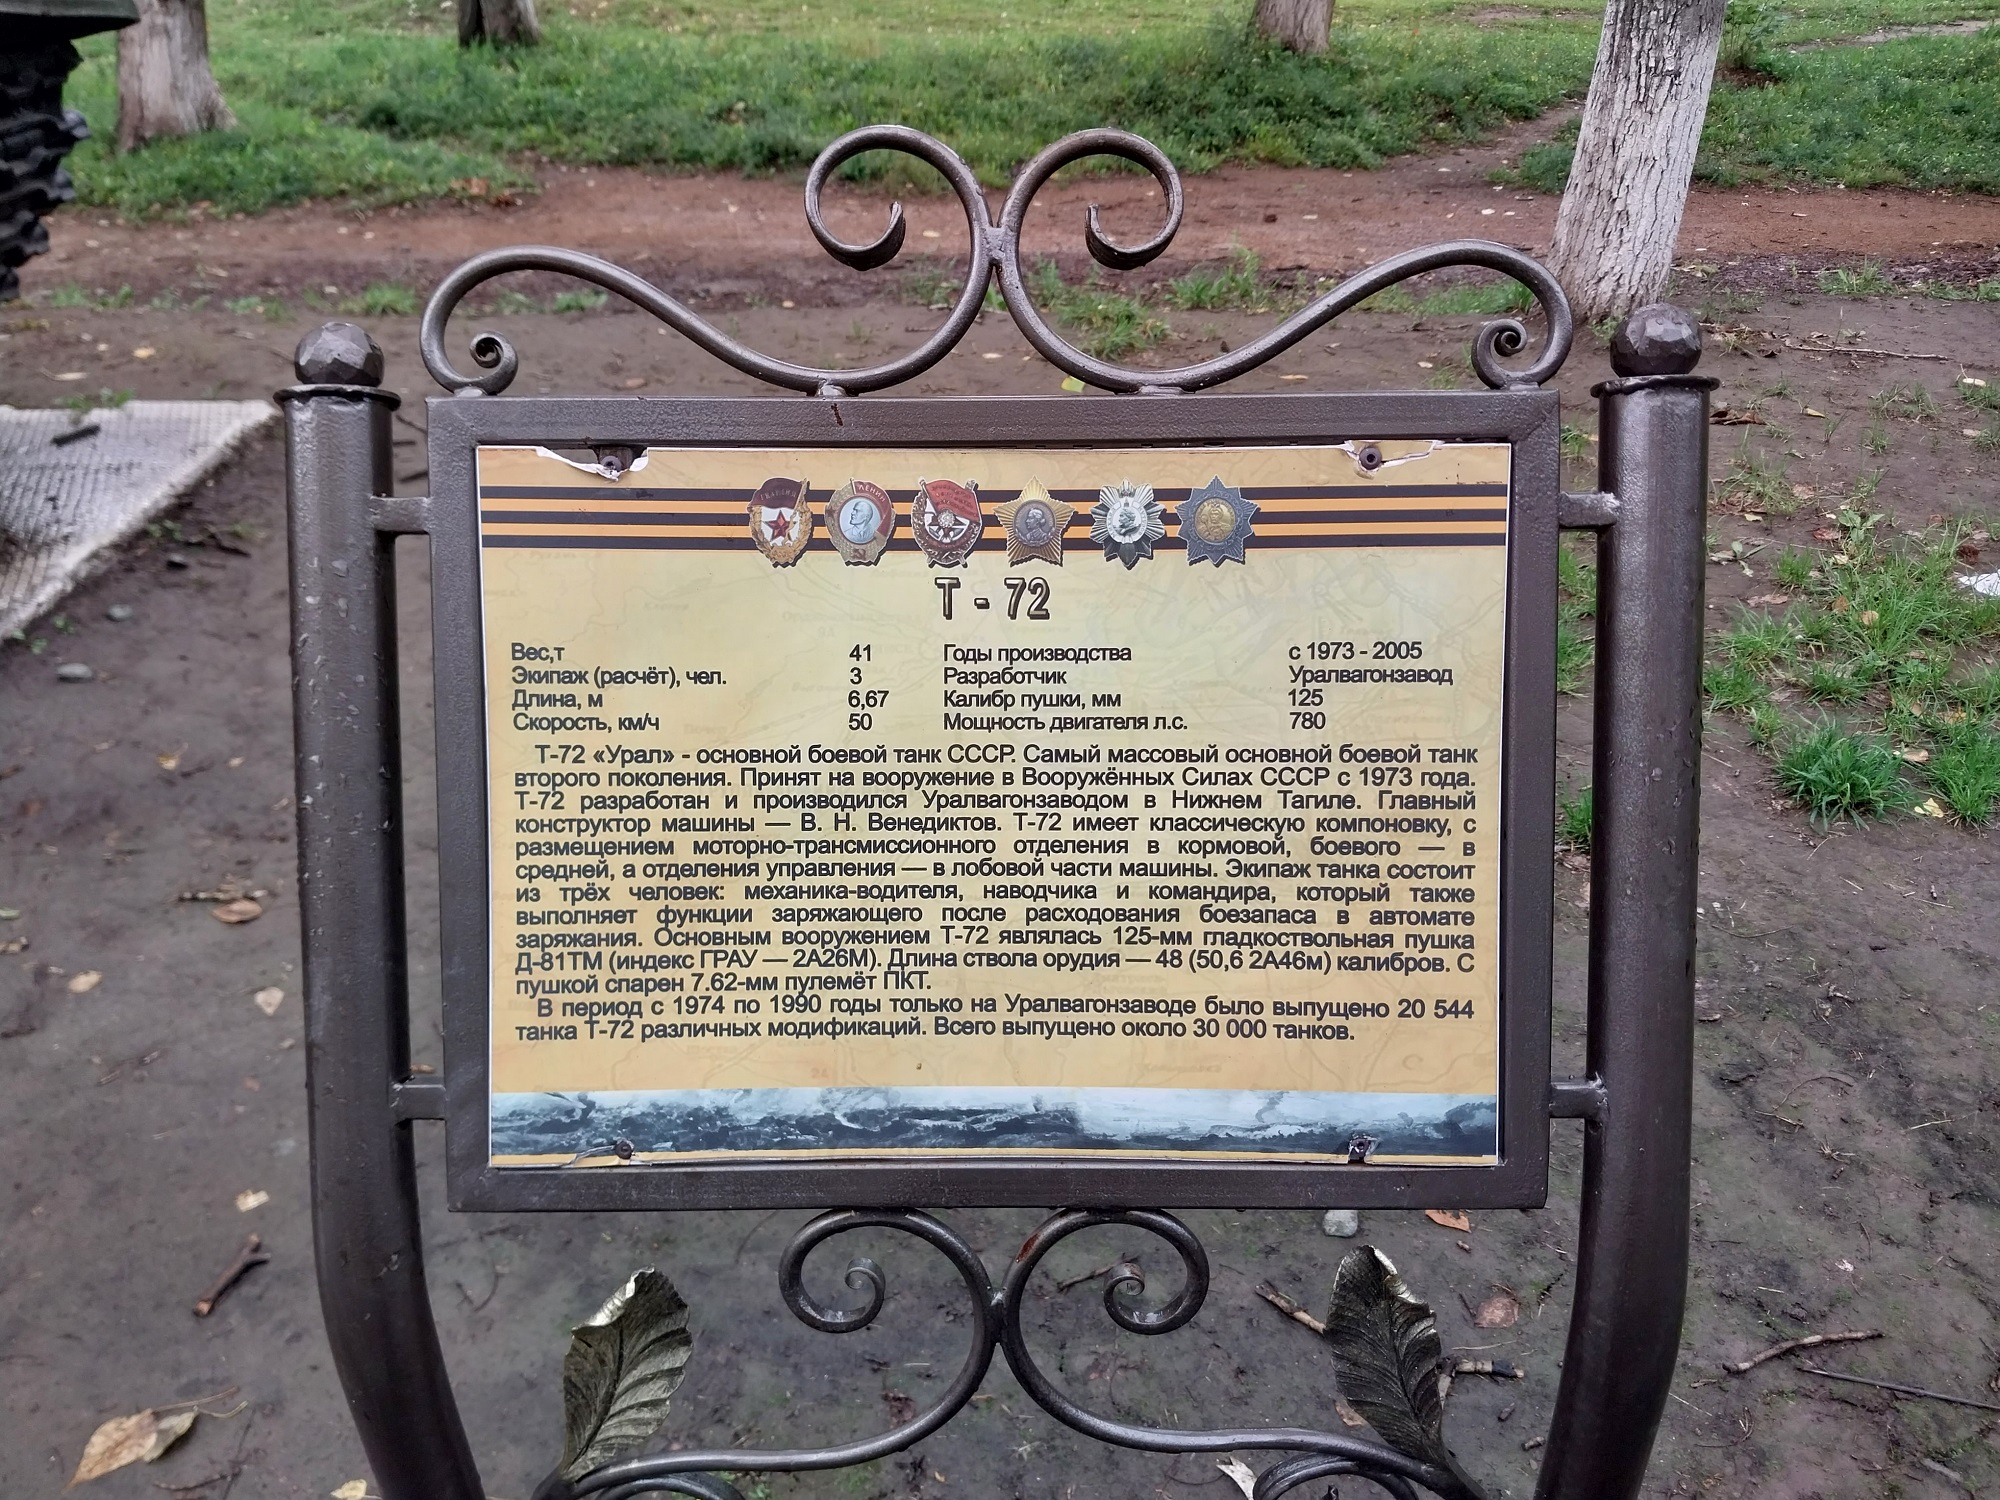 ГВАРДИЯ
ЛЕНИН
Т - 72
Вес,т 41 Годы производства с 1973 - 2005
Экипаж (расчёт), чел. 3 Разработчик Уралвагонзавод
Длина, м 6,67 Калибр пушки, мм 125
Скорость, км/ч 50 Мощность двигателя л.с. 780
Т-72 «Урал» - основной боевой танк СССР. Самый массовый основной боевой танк
второго поколения. Принят на вооружение в Вооружённых Силах СССР с 1973 года.
Т-72 разработан и производился Уралвагонзаводом в Нижнем Тагиле. Главный
конструктор машины — В. Н. Венедиктов. Т-72 имеет классическую компоновку, с
размещением моторно-трансмиссионного отделения в кормовой, боевого — в
средней, а отделения управления — в лобовой части машины. Экипаж танка состоит
из трёх человек: механика-водителя, наводчика и командира, который также
выполняет функции заряжающего после расходования боезапаса в автомате
заряжания. Основным вооружением Т-72 являлась 125-мм гладкоствольная пушка
Д-81ТМ (индекс ГРАУ — 2А26М). Длина ствола орудия — 48 (50,6 2А46м) калибров. С
пушкой спарен 7.62-мм пулемёт ПКТ.
В период с 1974 по 1990 годы только на Уралвагонзаводе было выпущено 20 544
танка Т-72 различных модификаций. Всего выпущено около 30 000 танков.